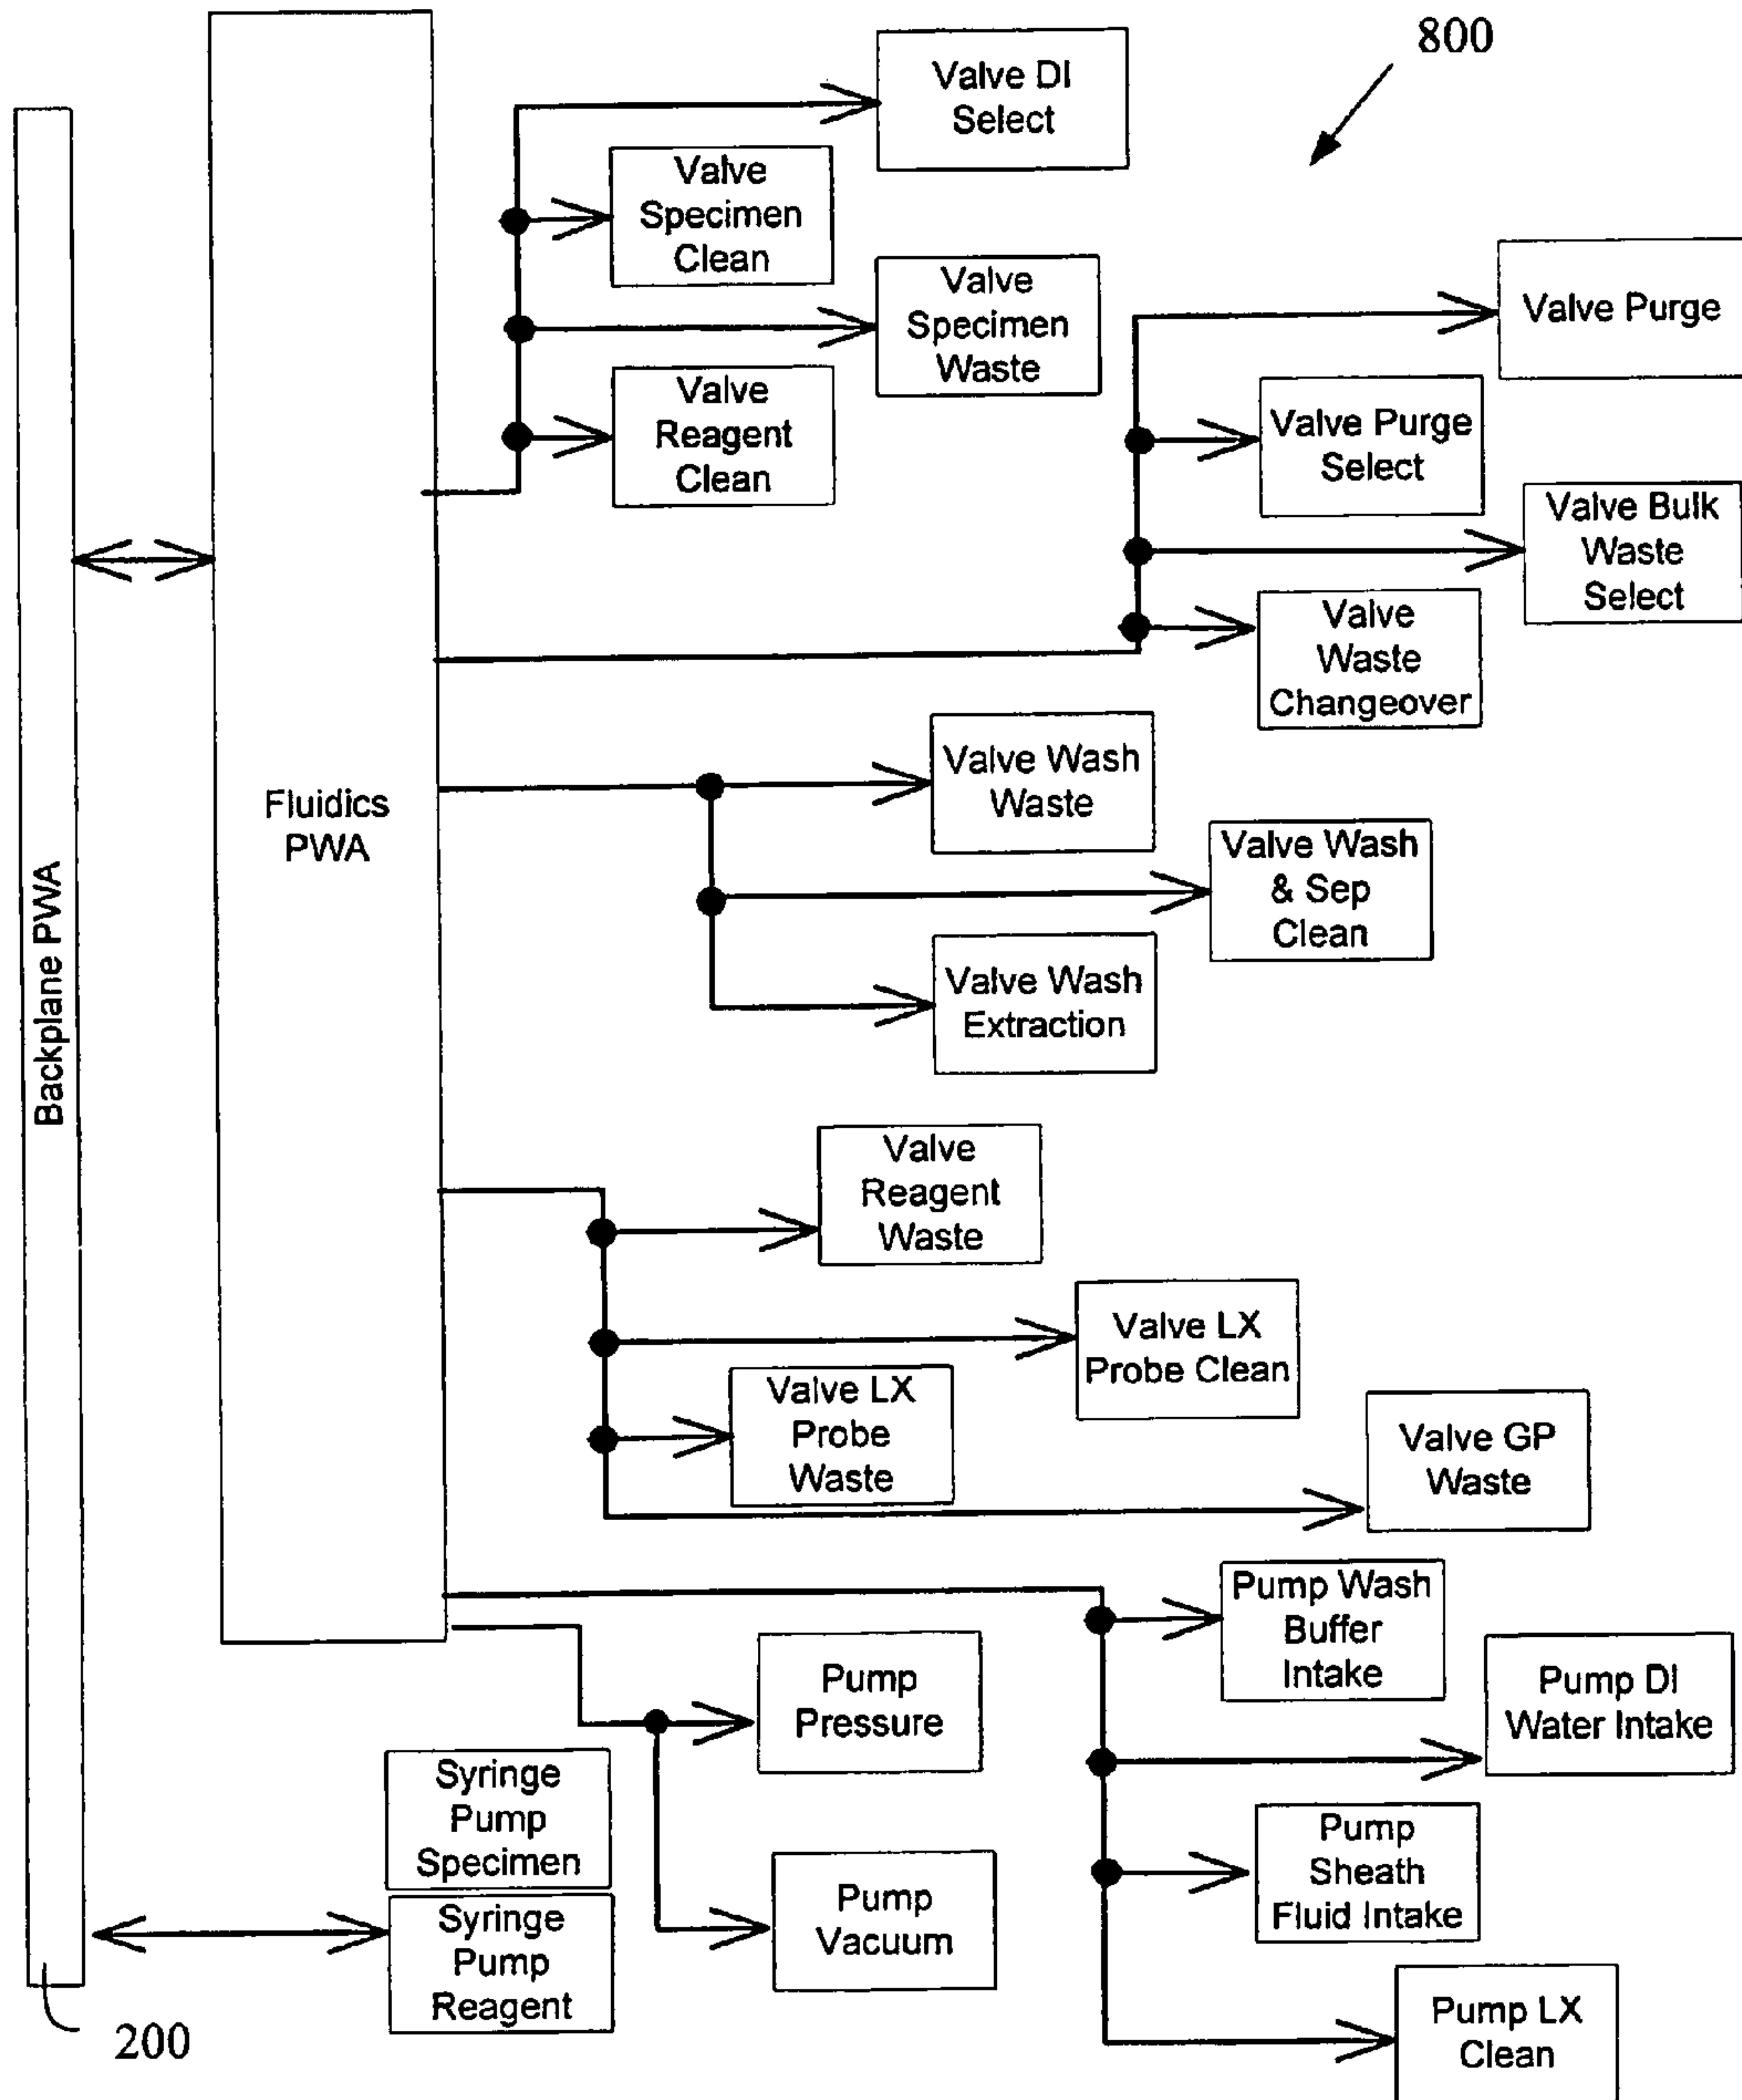 800
Valve DI
Select
Valve
Specimen
Clean
Valve
Specimen
Waste
Valve
Reagent
Clean
Valve Purge
Valve Purge
Select
Valve Bulk
Waste
Select
Valve
Waste
Changeover
Fluidics
PWA
Backplane PWA
Valve Wash
Waste
Valve Wash
& Sep
Clean
Valve Wash
Extraction
Valve
Reagent
Waste
Valve LX
Probe Clean
Valve LX
Probe
Waste
Valve GP
Waste
Pump Wash
Buffer
Intake
Pump DI
Water Intake
Pump
Pressure
Syringe
Pump
Specimen
Pump
Sheath
Fluid Intake
Syringe
Pump
Reagent
Pump
Vacuum
Pump LX
Clean
200